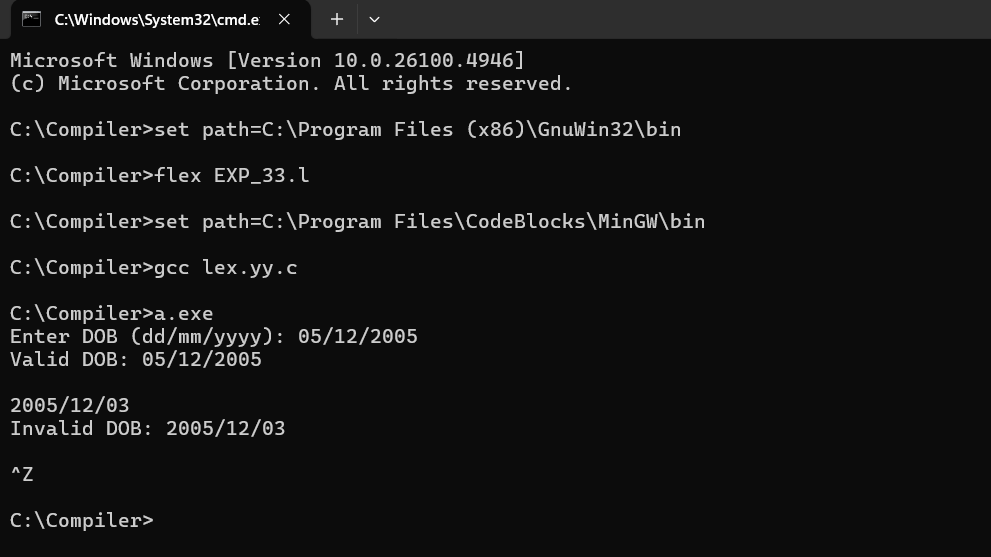 C:\Windows\System32\cmd.e
Microsoft Windows [Version 10.0.26100.4946]
(c) Microsoft Corporation. All rights reserved.
C:\Compiler>set path=C:\Program Files (x86)\GnuWin32\bin
C:\Compiler>flex EXP_33.l
C:\Compiler>set path=C:\Program Files\CodeBlocks\MinGW\bin
C:\Compiler>gcc lex.yy.c
C:\Compiler>a.exe
Enter DOB (dd/mm/yyyy): 05/12/2005
Valid DOB: 05/12/2005
2005/12/03
Invalid DOB: 2005/12/03
^Z
C:\Compiler>